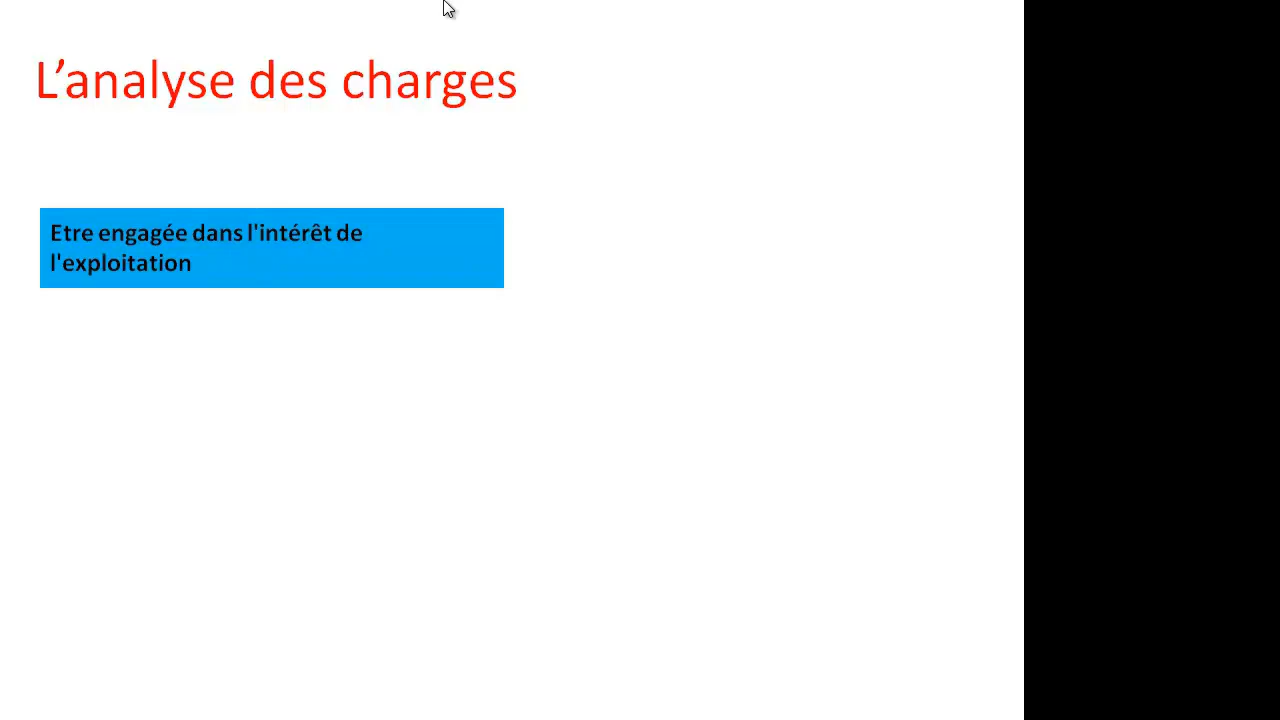 L’analyse des charges
Etre engagée dans l'intérêt de
l'exploitation